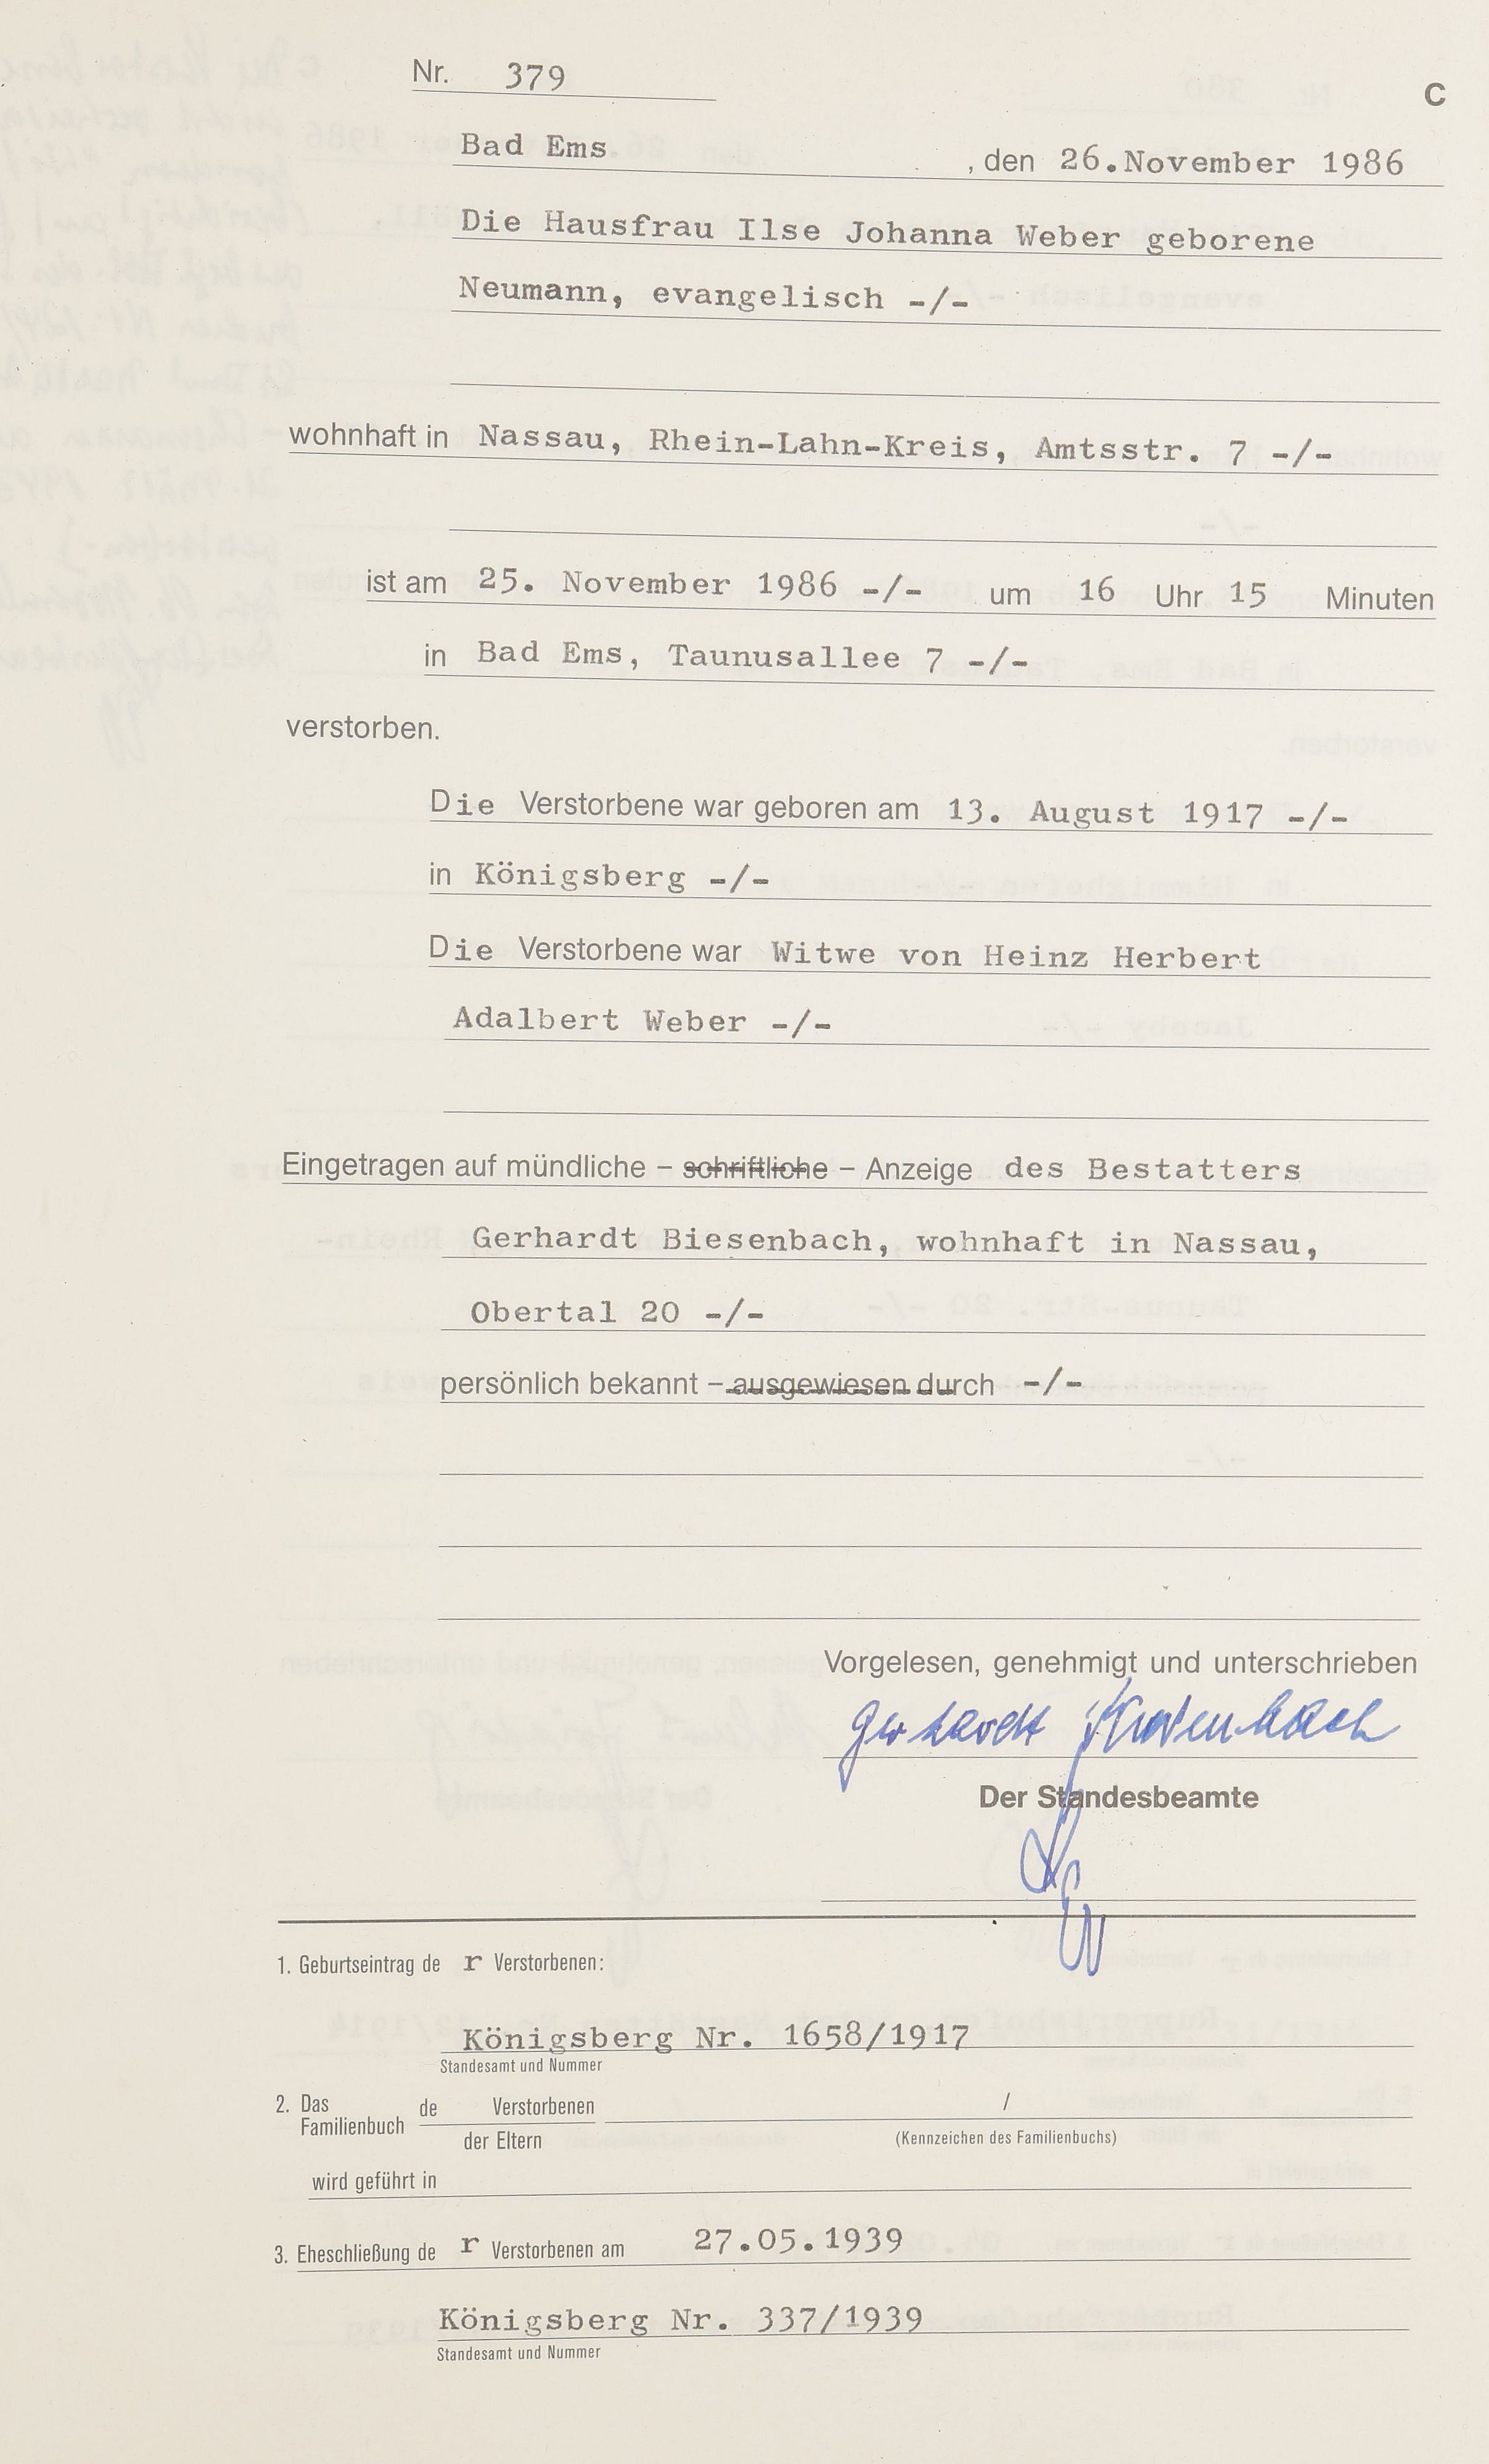 Nr. 379
C
Bad Ems , den 26.November 1986
Die Hausfrau Ilse Johanna Weber geborene
Neumann, evangelisch -/-
wohnhaft in Nassau, Rhein-Lahn-Kreis, Amtsstr. 7 -/-
ist am 25. November 1986 -/- um 16 Uhr 15 Minuten
in Bad Ems, Taunusallee 7 -/-
verstorben.
Die Verstorbene war geboren am 13. August 1917 -/-
in Königsberg -/-
Die Verstorbene war Witwe von Heinz Herbert
Adalbert Weber -/-
Eingetragen auf mündliche – schriftliche – Anzeige des Bestatters
Gerhardt Biesenbach, wohnhaft in Nassau,
Obertal 20 -/-
persönlich bekannt – ausgewiesen durch -/-
Vorgelesen, genehmigt und unterschrieben
Gerhardt Biesenbach
Der Standesbeamte
1. Geburtseintrag de r Verstorbenen:
Königsberg Nr. 1658/1917
Standesamt und Nummer
2. Das Familienbuch de Verstorbenen /
der Eltern (Kennzeichen des Familienbuchs)
wird geführt in
3. Eheschließung de r Verstorbenen am 27.05.1939
Königsberg Nr. 337/1939
Standesamt und Nummer